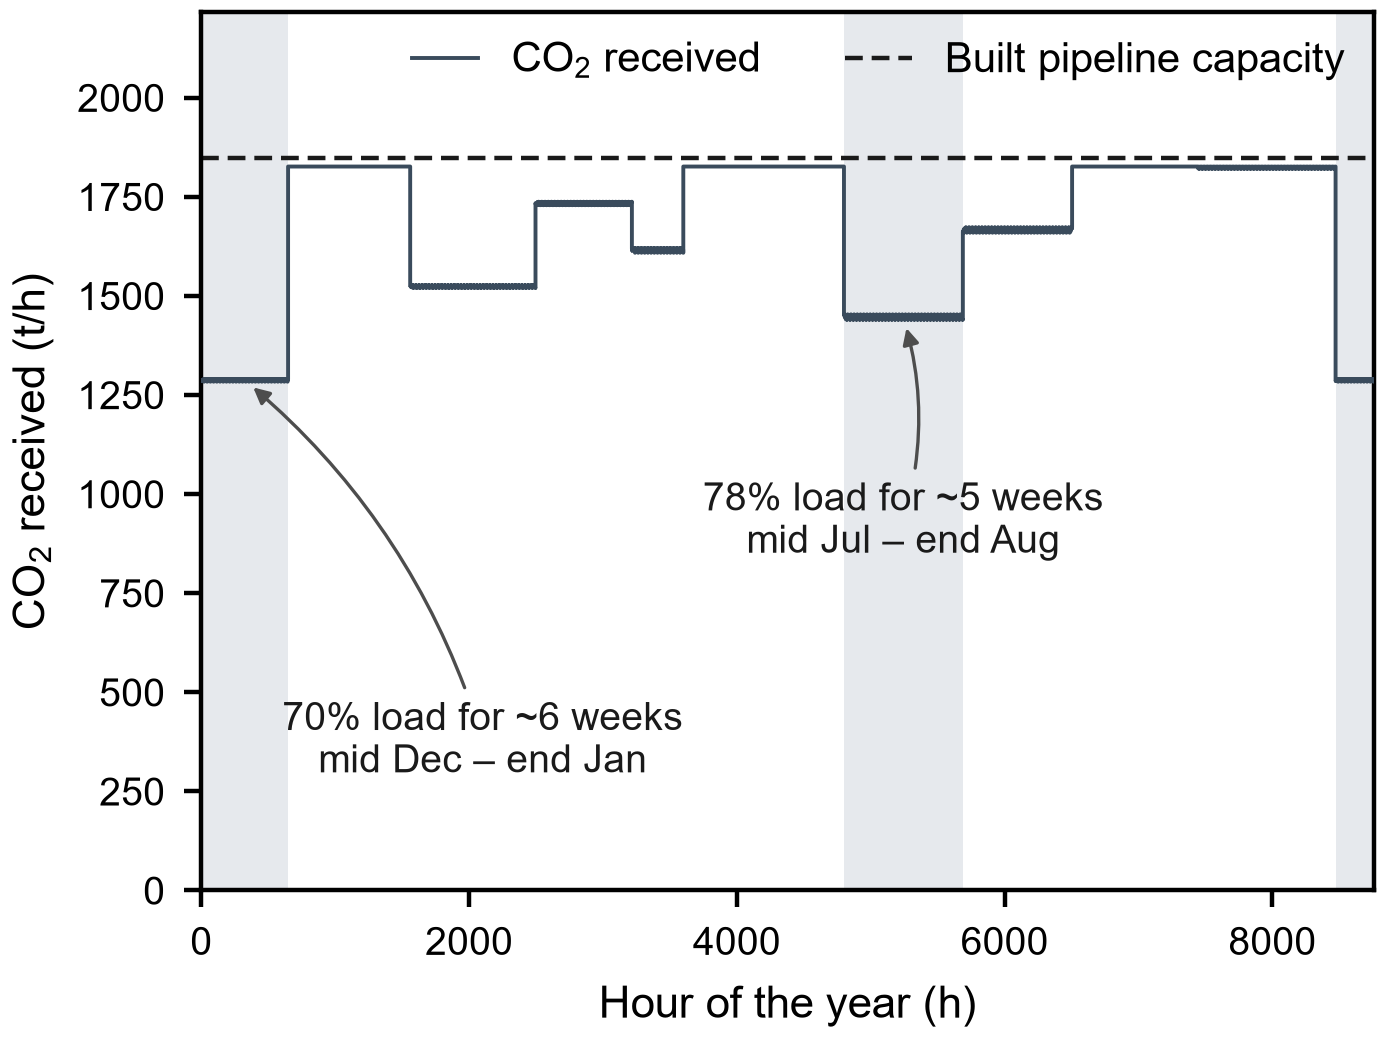 CO₂ received
Built pipeline capacity
2000
1750
1500
1250
1000
750
500
250
0
CO₂ received (t/h)
78% load for ~5 weeks
mid Jul – end Aug
70% load for ~6 weeks
mid Dec – end Jan
0 2000 4000 6000 8000
Hour of the year (h)